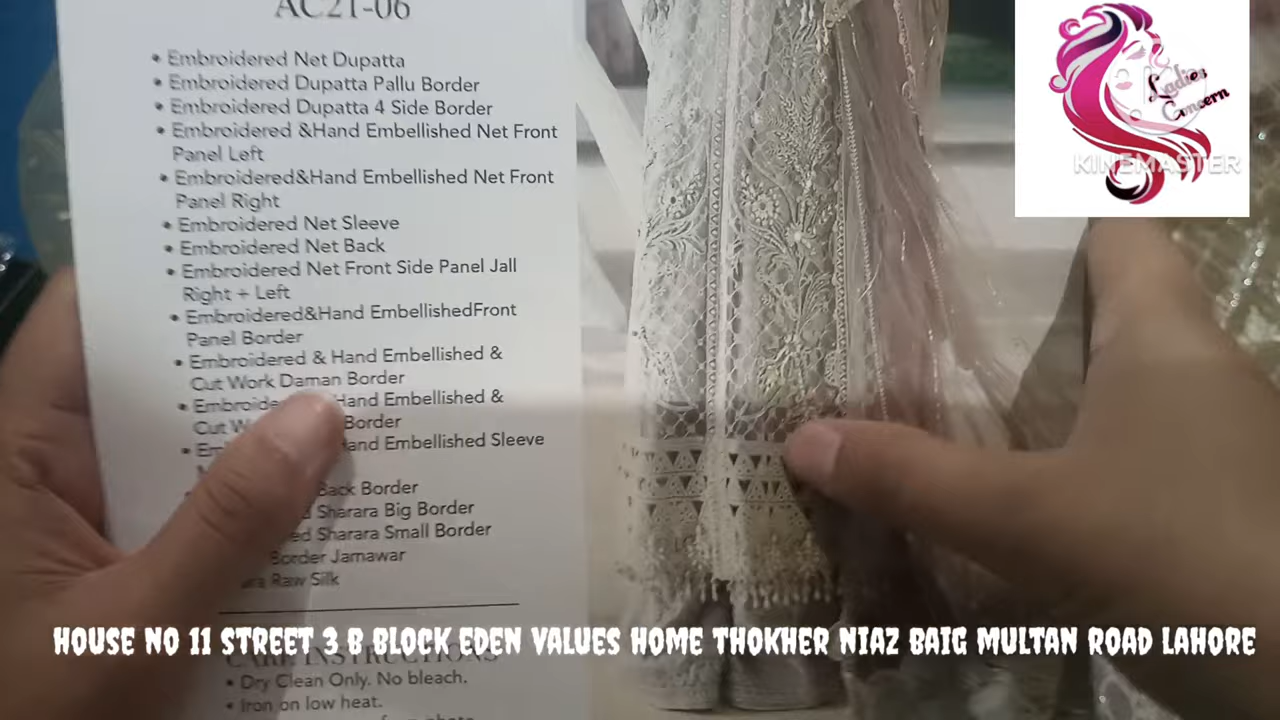 AC21-06
• Embroidered Net Dupatta
• Embroidered Dupatta Pallu Border
• Embroidered Dupatta 4 Side Border
• Embroidered &Hand Embellished Net Front
Panel Left
• Embroidered&Hand Embellished Net Front
Panel Right
• Embroidered Net Sleeve
• Embroidered Net Back
• Embroidered Net Front Side Panel Jall
Right + Left
• Embroidered&Hand EmbellishedFront
Panel Border
• Embroidered & Hand Embellished &
Cut Work Daman Border
• Hand Embellished &
Cut Border
• Hand Embellished Sleeve
Back Border
Sharara Big Border
Sharara Small Border
Border Jamawar
Raw Silk
CARE INSTRUCTIONS
• Dry Clean Only. No bleach.
• Iron on low heat.
Ladies
Concern
KINEMASTER
HOUSE NO 11 STREET 3 B BLOCK EDEN VALUES HOME THOKHER NIAZ BAIG MULTAN ROAD LAHORE